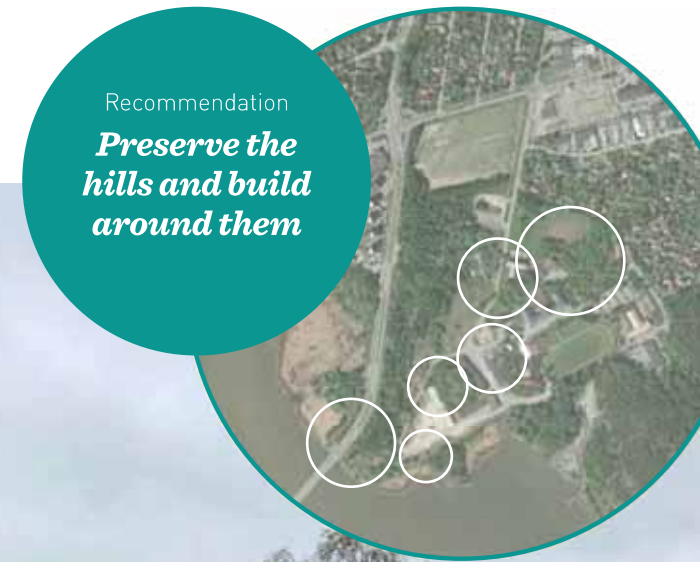 Recommendation
Preserve the
hills and build
around them